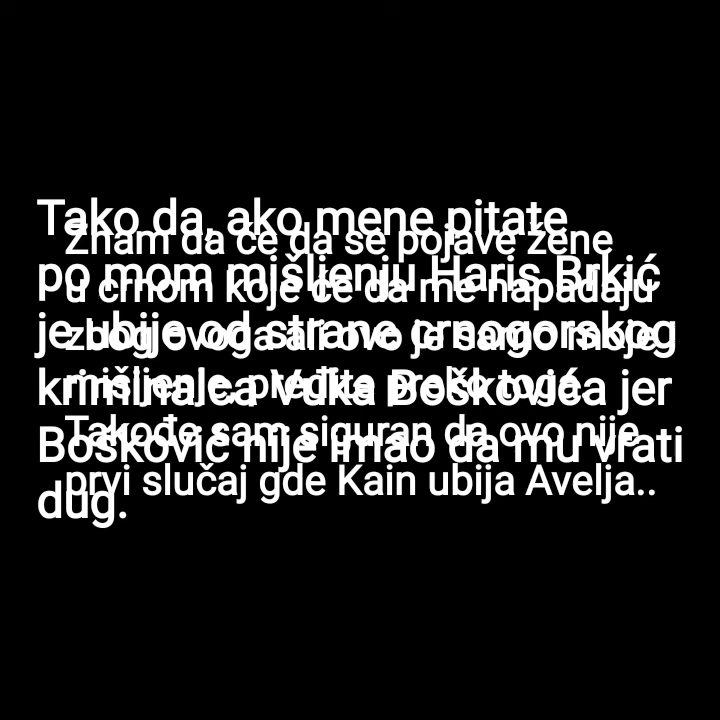 Tako da, ako mene pitate
po mom mišljenju Haris Brkić
je ubije od strane crnogorskog
kriminalca Vuka Boškovića jer
Bošković nije imao da mu vrati
dug.
Znam da će da se pojave žene
u crnom koje će da me napadaju
zbog ovoga ali ovo je samo moje
mišljenje, preko toga.
Takođe sam siguran da ovo nije
prvi slučaj gde Kain ubija Avelja..